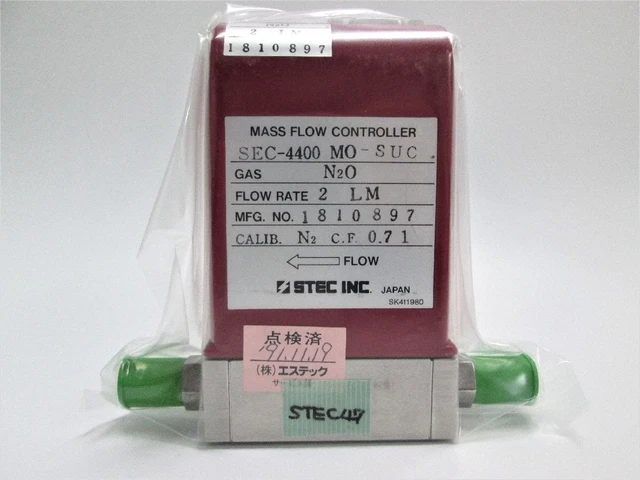 2 LM
1810897
MASS FLOW CONTROLLER
SEC-4400 MO-SUC
GAS N2O
FLOW RATE 2 LM
MFG. NO. 1810897
CALIB. N2 C.F. 0.71
FLOW
STEC INC. JAPAN
SK411980
点検済
'91.11.19
(株)エステック
STEC47